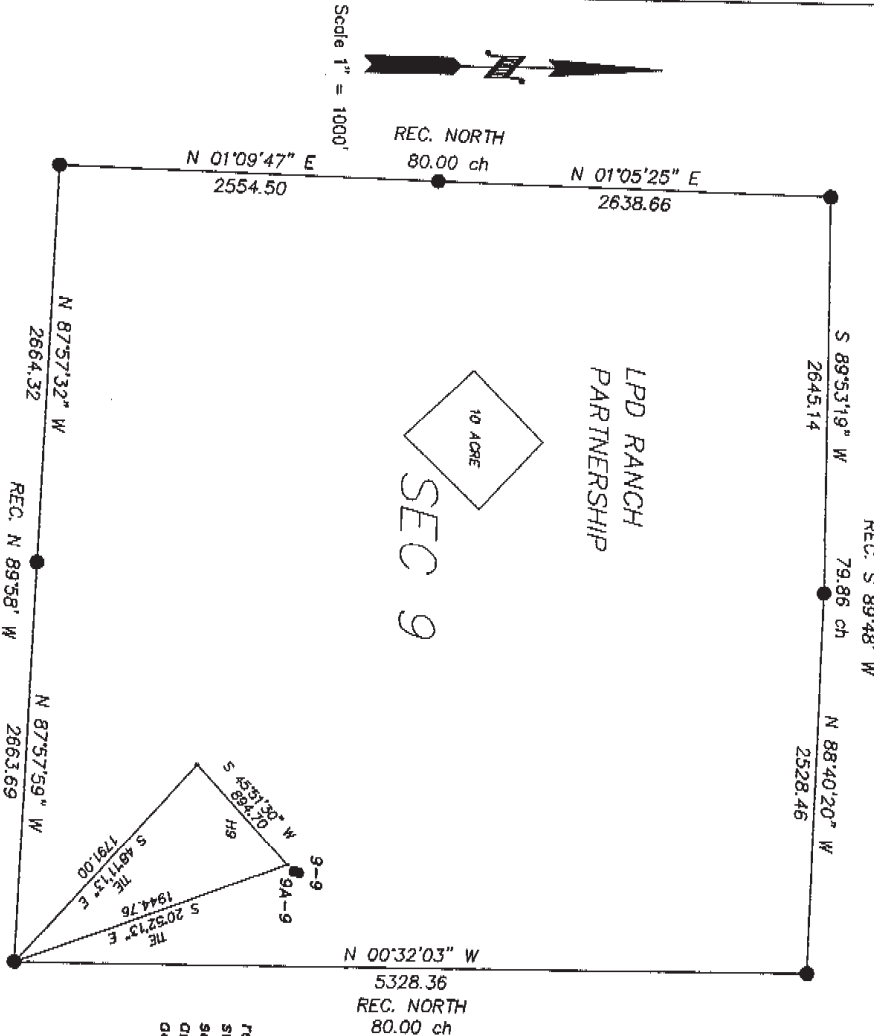 Scale 1" = 1000'
REC. NORTH
80.00 ch
N 01°09'47" E
2554.50
N 01°05'25" E
2638.66
S 89°53'19" W
2645.14
REC. S 89°48' W
79.86 ch
N 88°40'20" W
2528.46
LPD RANCH
PARTNERSHIP
10 ACRE
SEC 9
N 87°57'32" W
2664.32
REC. N 89°58' W
N 87°57'59" W
2663.69
S 45°51'30" W
894.70
H9
9-9
9A-9
TIE
S 48°11'13" E
1791.00
TIE
S 20°52'13" E
1944.76
N 00°32'03" W
5328.36
REC. NORTH
80.00 ch